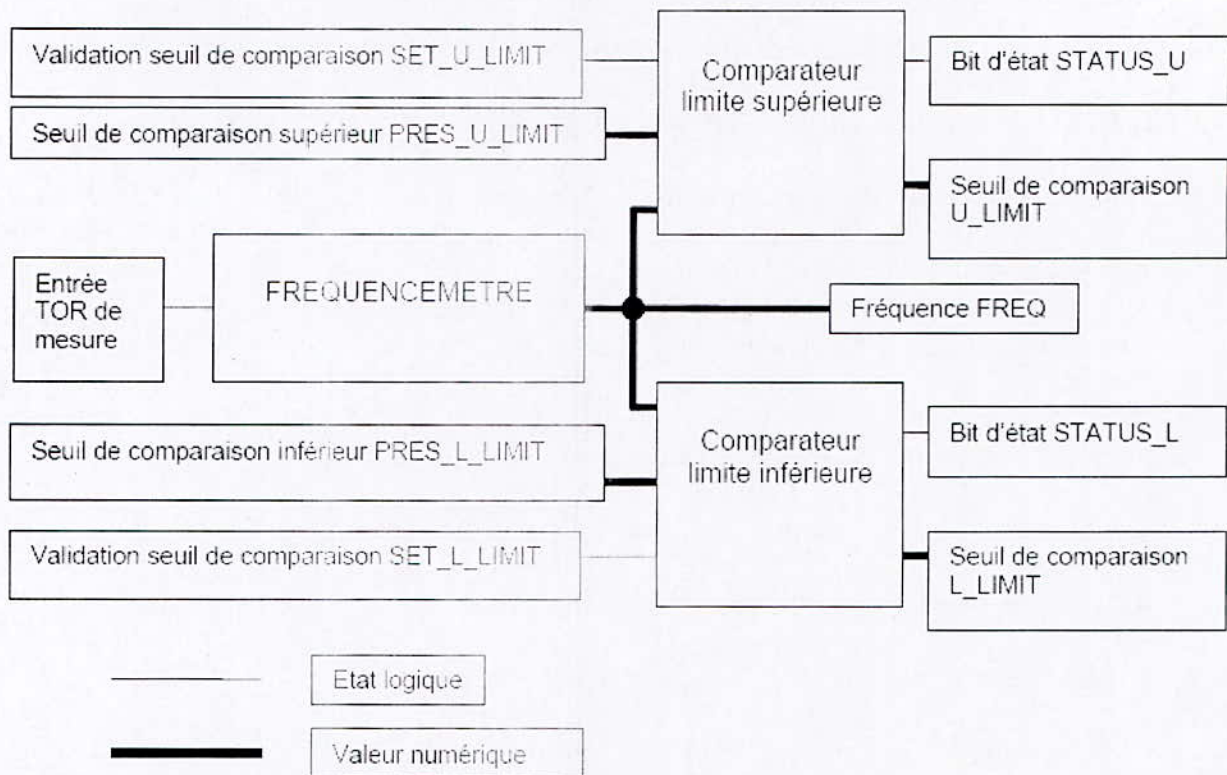 Validation seuil de comparaison SET_U_LIMIT
Seuil de comparaison supérieur PRES_U_LIMIT
Comparateur
limite supérieure
Bit d'état STATUS_U
Seuil de comparaison
U_LIMIT
Entrée
TOR de
mesure
FREQUENCEMETRE
Fréquence FREQ
Seuil de comparaison inférieur PRES_L_LIMIT
Validation seuil de comparaison SET_L_LIMIT
Comparateur
limite inférieure
Bit d'état STATUS_L
Seuil de comparaison
L_LIMIT
Etat logique
Valeur numérique